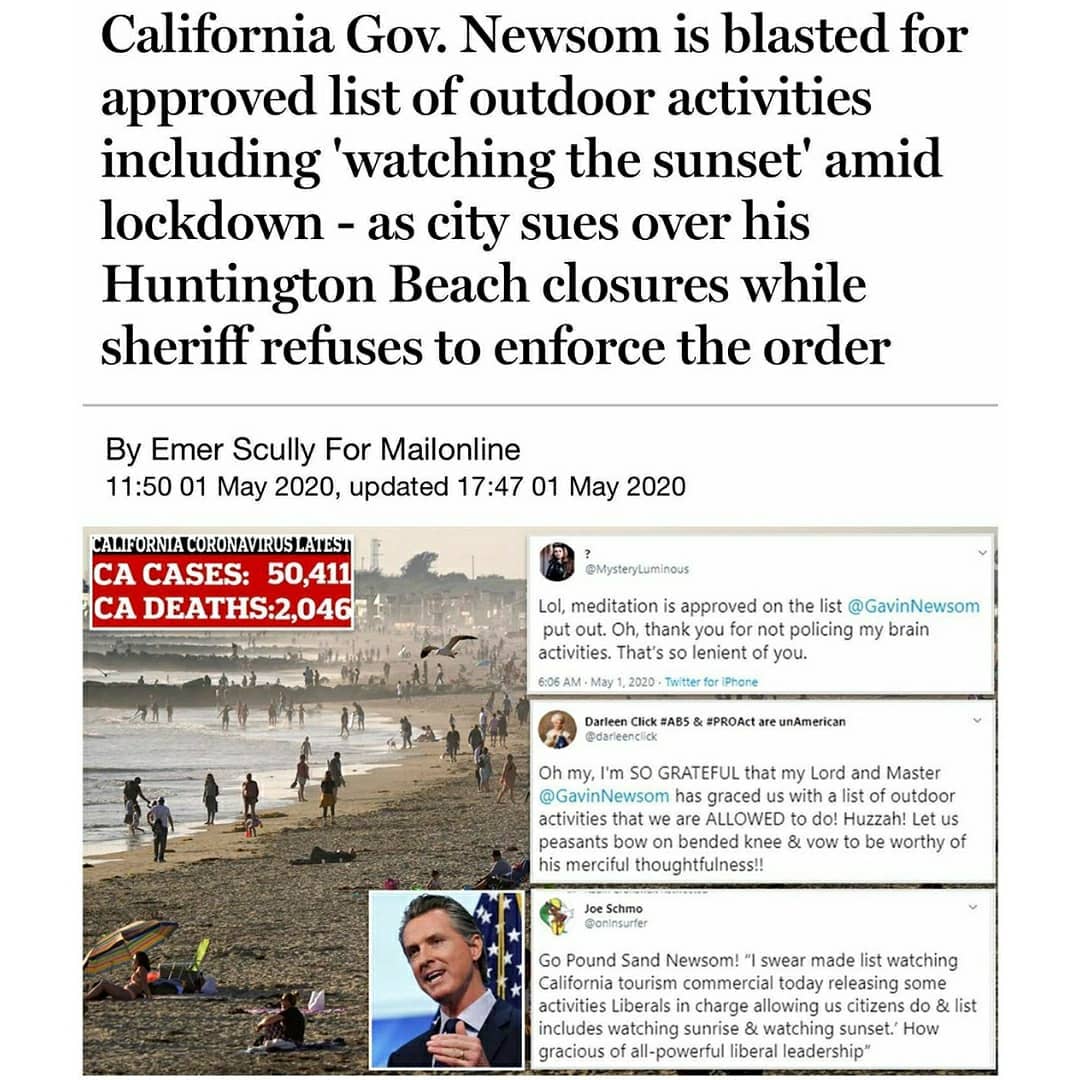 California Gov. Newsom is blasted for
approved list of outdoor activities
including 'watching the sunset' amid
lockdown - as city sues over his
Huntington Beach closures while
sheriff refuses to enforce the order
By Emer Scully For Mailonline
11:50 01 May 2020, updated 17:47 01 May 2020
CALIFORNIA CORONAVIRUS LATEST
CA CASES: 50,411
CA DEATHS:2,046
?
@MysteryLuminous
Lol, meditation is approved on the list @GavinNewsom
put out. Oh, thank you for not policing my brain
activities. That's so lenient of you.
6:06 AM · May 1, 2020 · Twitter for iPhone
Darleen Click #AB5 & #PROAct are unAmerican
@darleenclick
Oh my, I'm SO GRATEFUL that my Lord and Master
@GavinNewsom has graced us with a list of outdoor
activities that we are ALLOWED to do! Huzzah! Let us
peasants bow on bended knee & vow to be worthy of
his merciful thoughtfulness!!
Joe Schmo
@oninsurfer
Go Pound Sand Newsom! "I swear made list watching
California tourism commercial today releasing some
activities Liberals in charge allowing us citizens do & list
includes watching sunrise & watching sunset.' How
gracious of all-powerful liberal leadership"